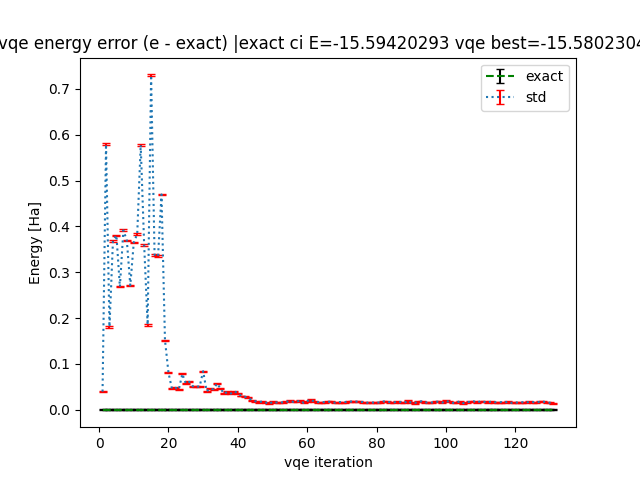 vqe energy error (e - exact) |exact ci E=-15.59420293 vqe best=-15.5802304
exact
std
0.7
0.6
0.5
0.4
0.3
0.2
0.1
0.0
Energy [Ha]
0 20 40 60 80 100 120
vqe iteration